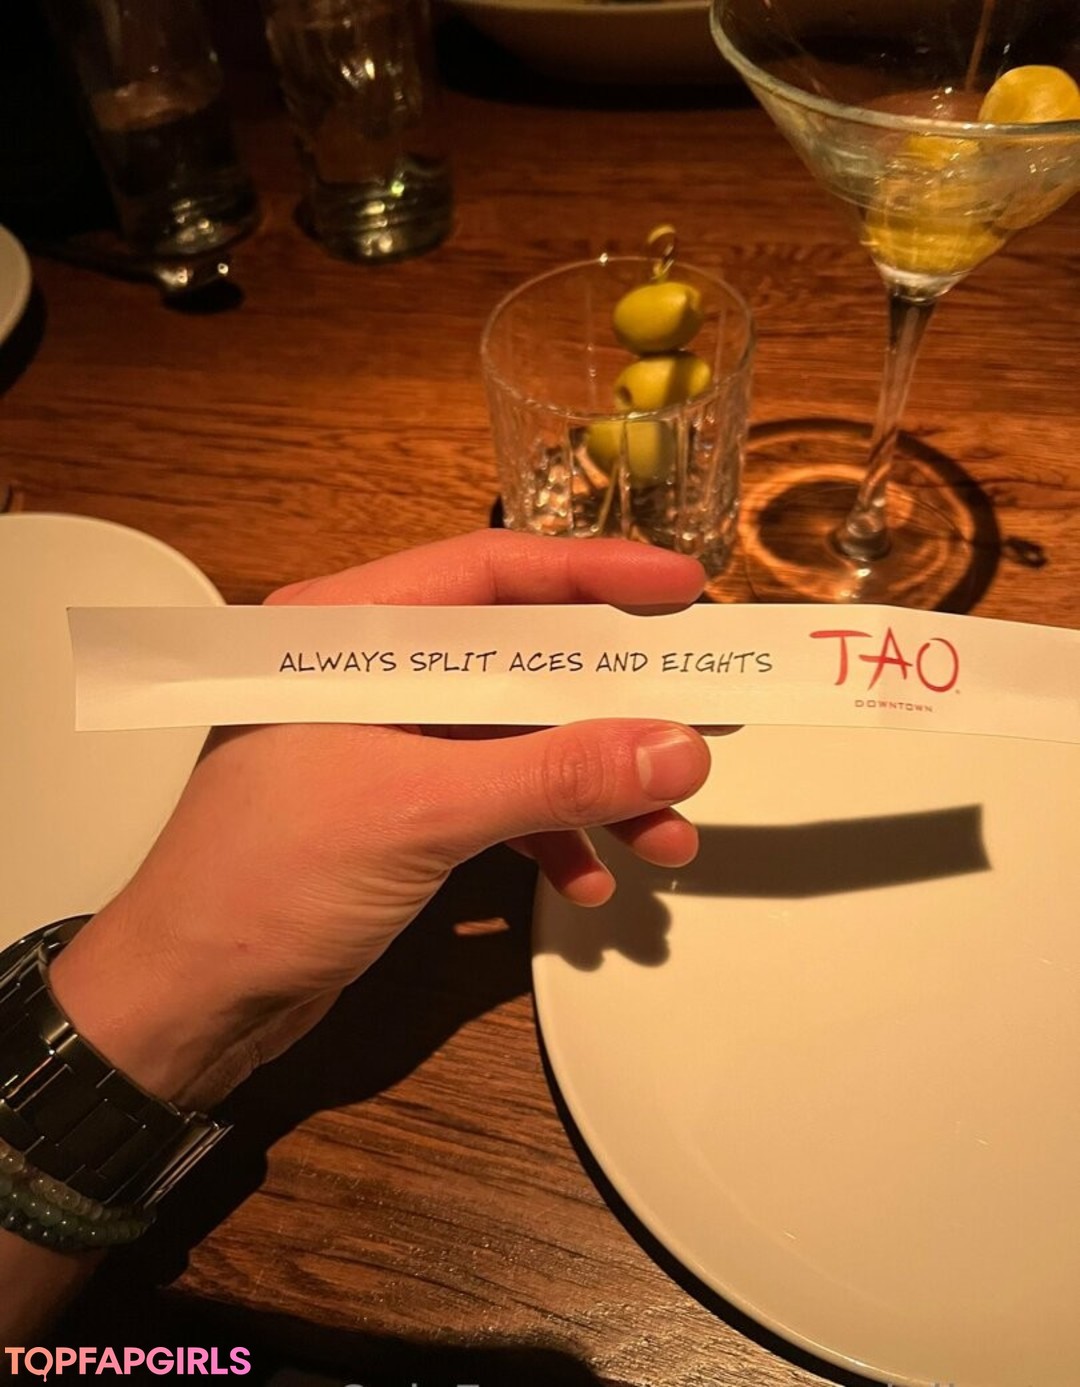 ALWAYS SPLIT ACES AND EIGHTS
TAO
DOWNTOWN
TOPFAPGIRLS